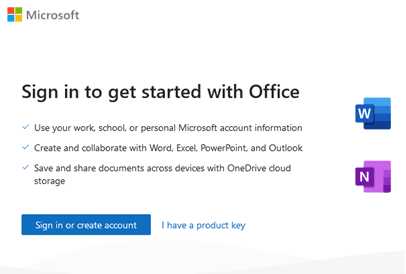 Microsoft
Sign in to get started with Office
Use your work, school, or personal Microsoft account information
Create and collaborate with Word, Excel, PowerPoint, and Outlook
Save and share documents across devices with OneDrive cloud
storage
Sign in or create account
I have a product key
W
N